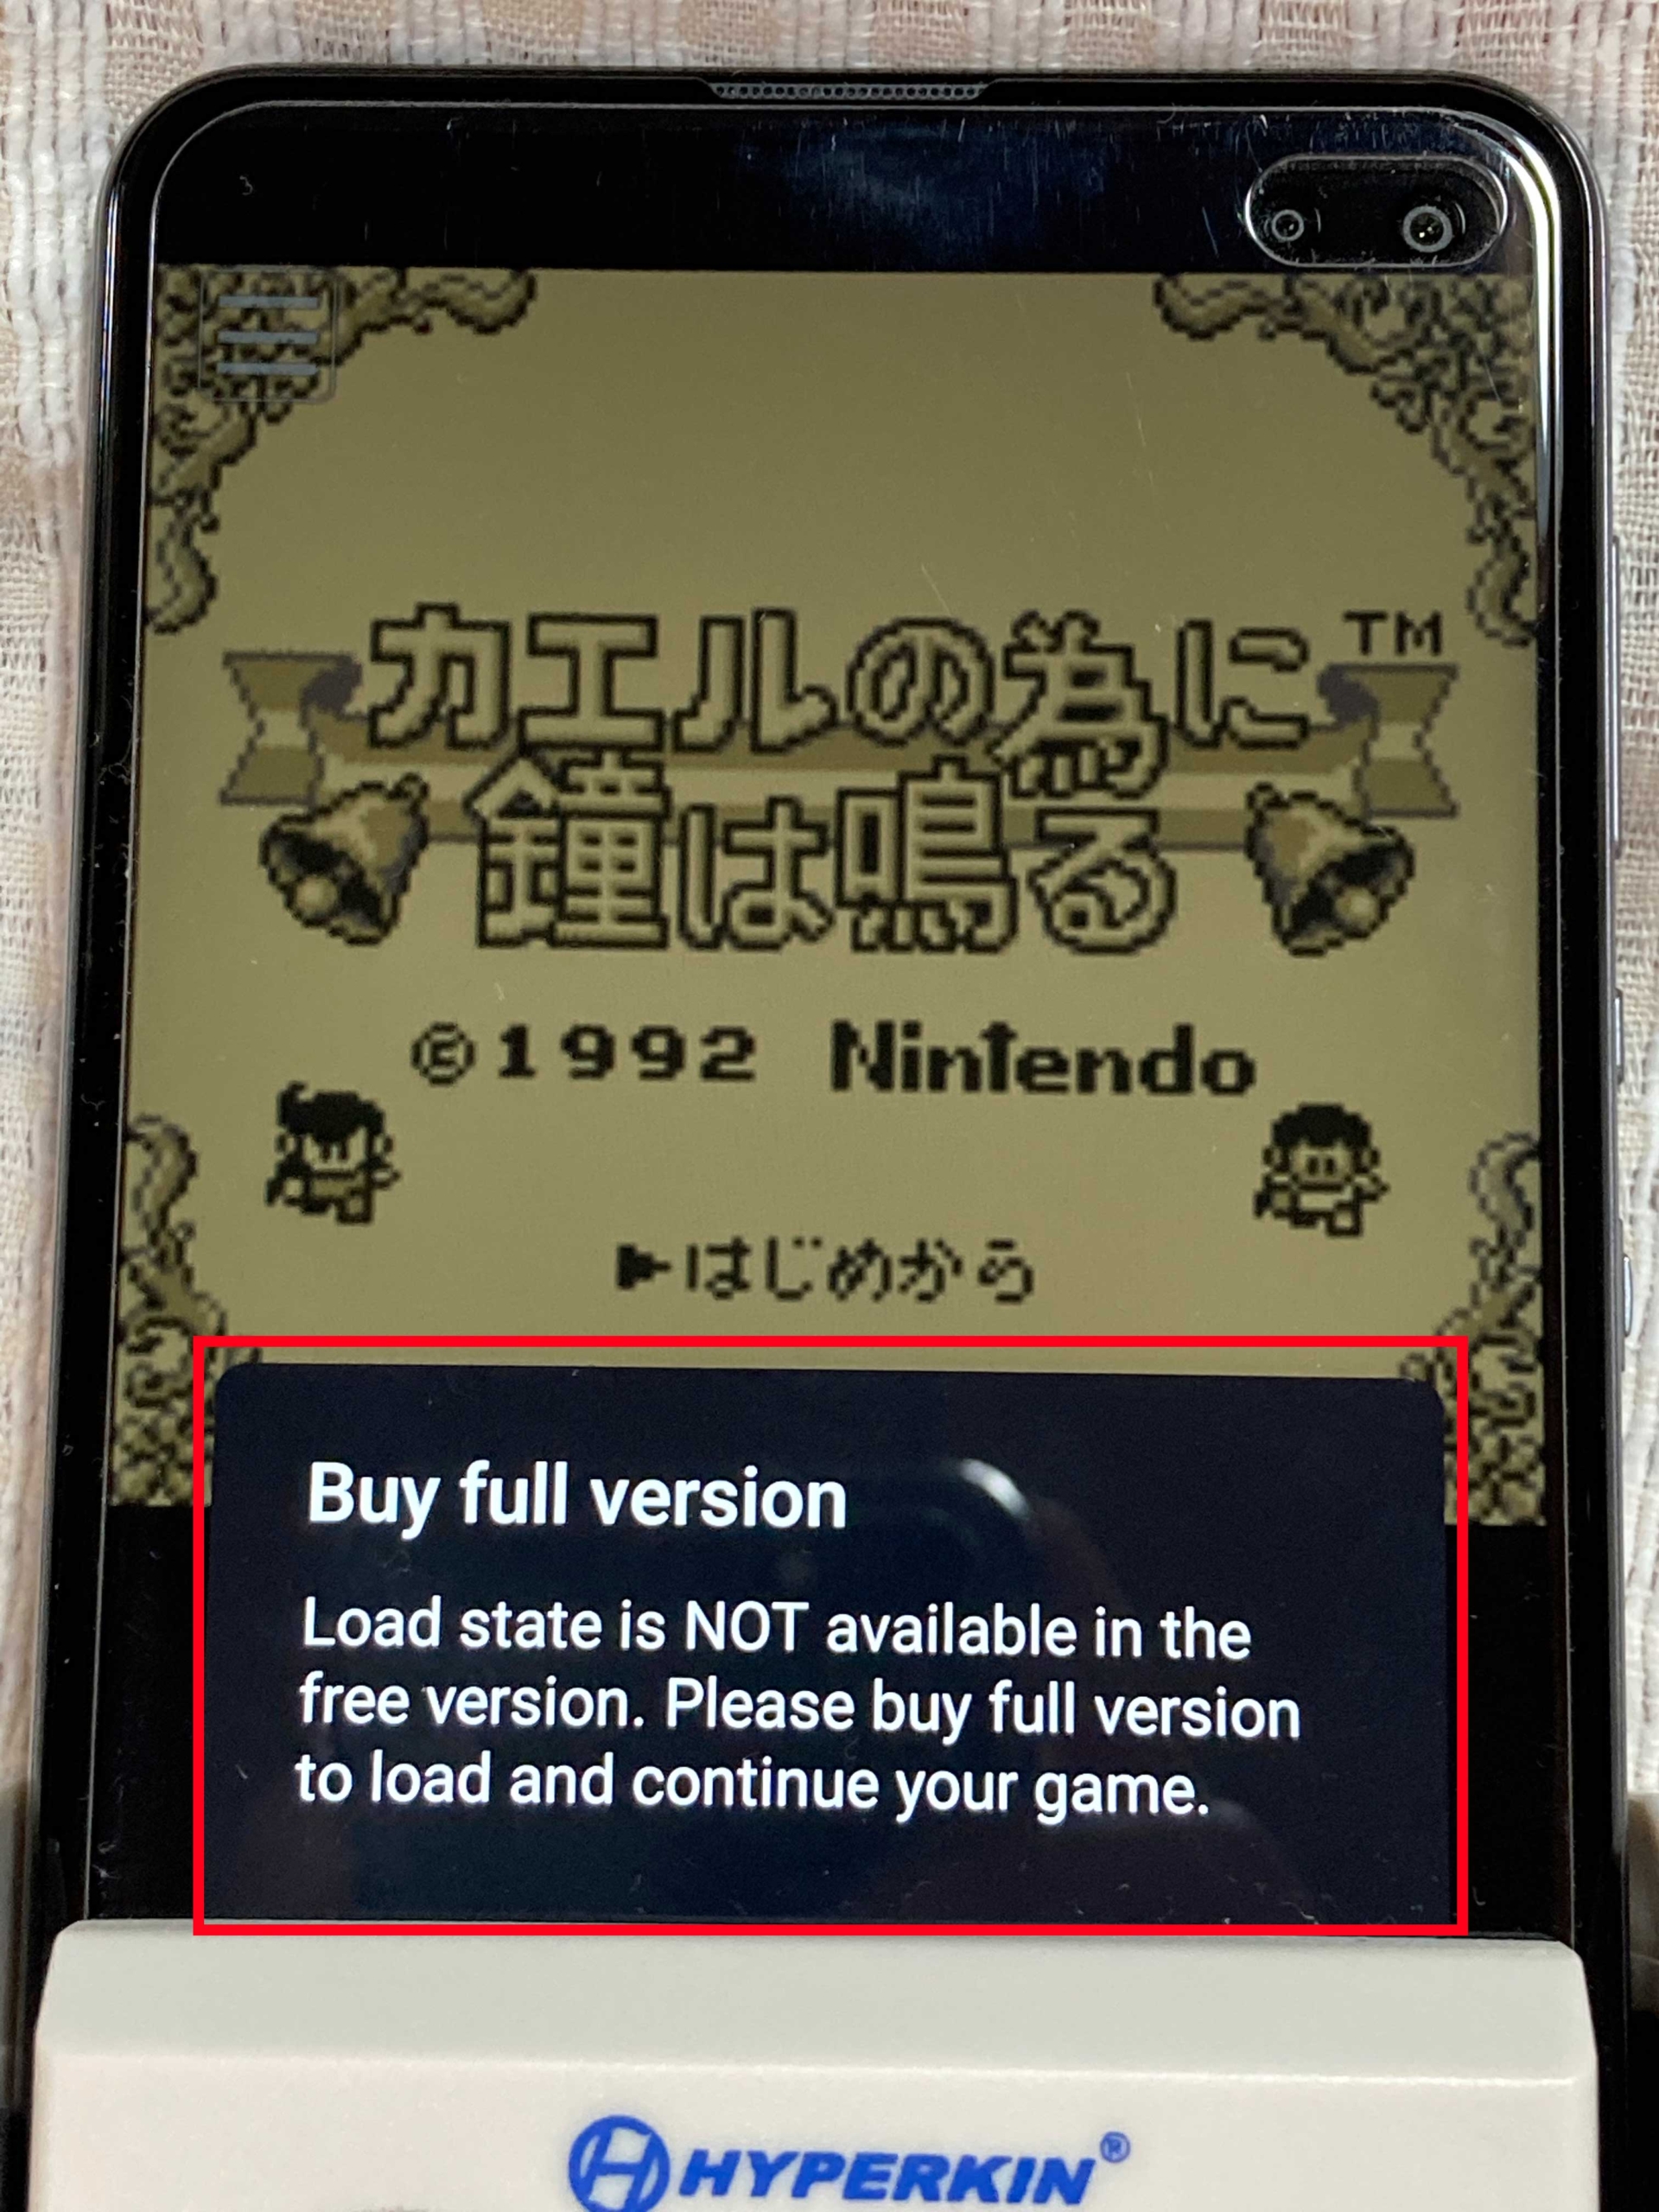 カエルの為に
TM
鐘は鳴る
©1992 Nintendo
▶はじめから
Buy full version
Load state is NOT available in the
free version. Please buy full version
to load and continue your game.
HYPERKIN®